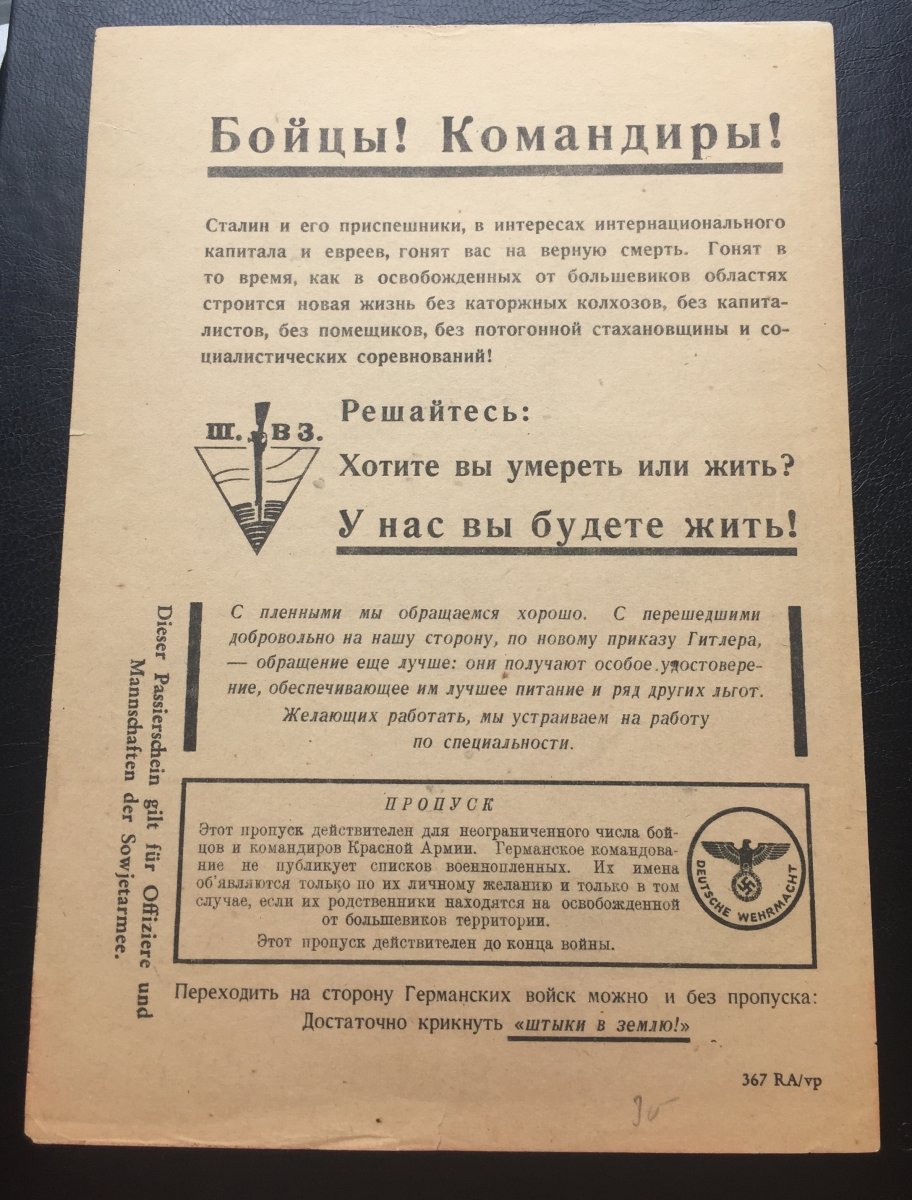 Бойцы! Командиры!
Сталин и его приспешники, в интересах интернационального
капитала и евреев, гонят вас на верную смерть. Гонят в
то время, как в освобожденных от большевиков областях
строится новая жизнь без каторжных колхозов, без капита-
листов, без помещиков, без потогонной стахановщины и со-
циалистических соревнований!
Ш. В З.
Решайтесь:
Хотите вы умереть или жить?
У нас вы будете жить!
С пленными мы обращаемся хорошо. С перешедшими
добровольно на нашу сторону, по новому приказу Гитлера,
— обращение еще лучше: они получают особое удостовере-
ние, обеспечивающее им лучшее питание и ряд других льгот.
Желающих работать, мы устраиваем на работу
по специальности.
Dieser Passierschein gilt für Offiziere und
Mannschaften der Sowjetarmee.
ПРОПУСК
Этот пропуск действителен для неограниченного числа бой-
цов и командиров Красной Армии. Германское командова-
ние не публикует списков военнопленных. Их имена
об'являются только по их личному желанию и только в том
случае, если их родственники находятся на освобожденной
от большевиков территории.
Этот пропуск действителен до конца войны.
DEUTSCHE WEHRMACHT
Переходить на сторону Германских войск можно и без пропуска:
Достаточно крикнуть «штыки в землю!»
367 RA/vp